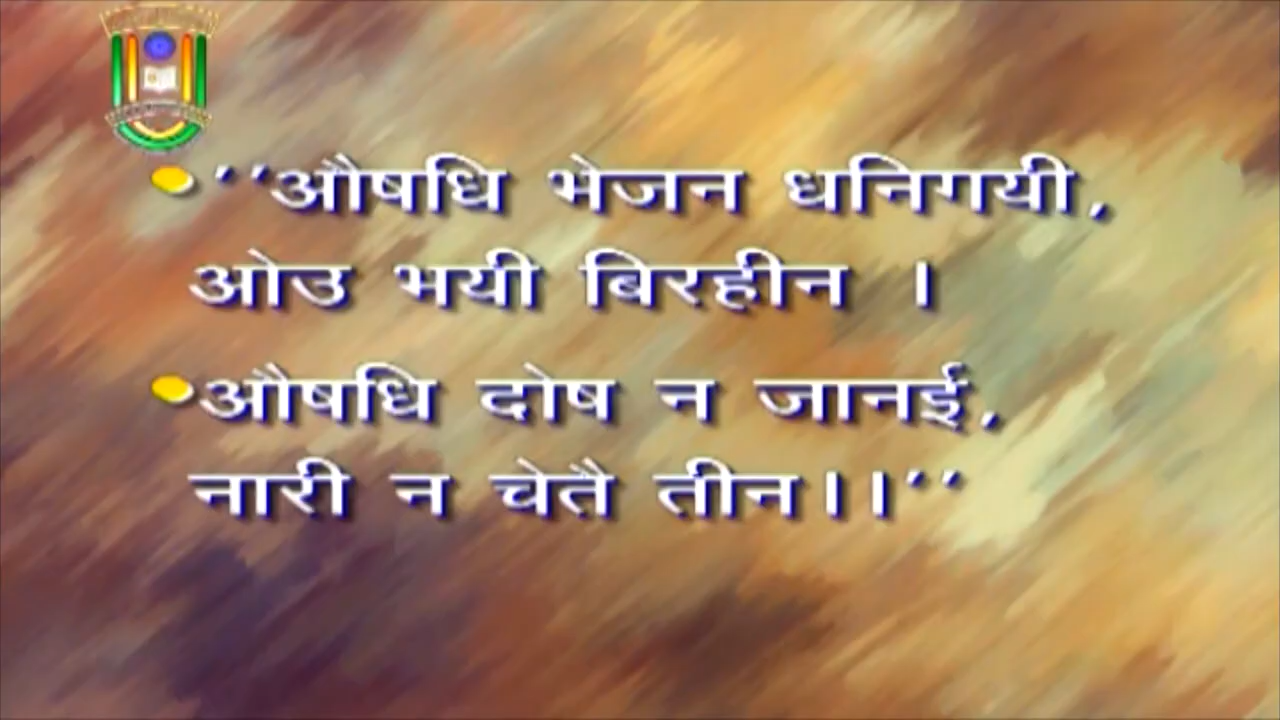 ’’औषधि भेजन धनिगयी,
ओउ भयी बिरहीन ।
औषधि दोष न जानई,
नारी न चेतै तीन।।’’